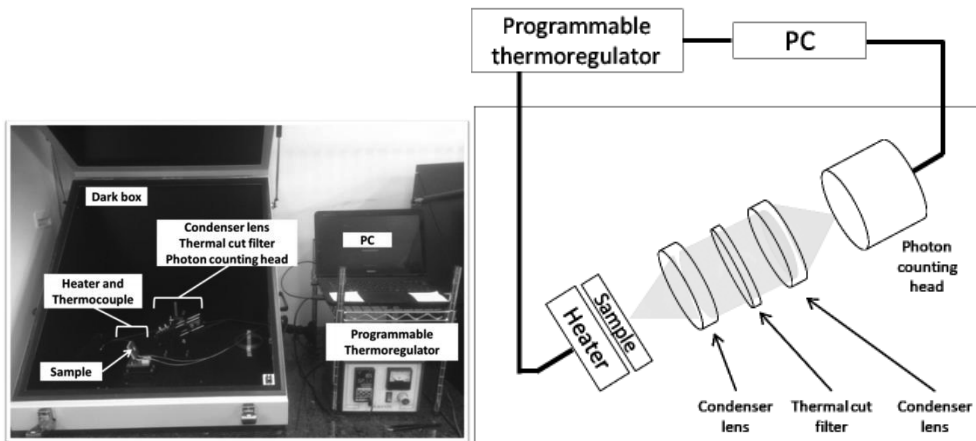 Dark box
Condenser lens
Thermal cut filter
Photon counting head
PC
Heater and
Thermocouple
Sample
Programmable
Thermoregulator
Programmable
thermoregulator
PC
Photon
counting
head
Sample
Heater
Condenser
lens
Thermal cut
filter
Condenser
lens